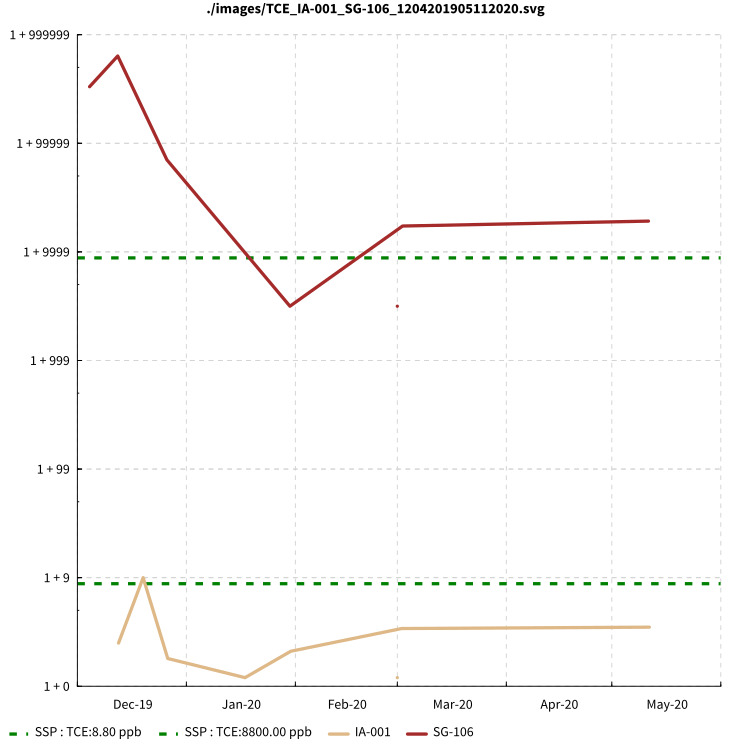 ./images/TCE_IA-001_SG-106_1204201905112020.svg
1 + 999999
1 + 99999
1 + 9999
1 + 999
1 + 99
1 + 9
1 + 0
Dec-19 Jan-20 Feb-20 Mar-20 Apr-20 May-20
SSP : TCE:8.80 ppb SSP : TCE:8800.00 ppb IA-001 SG-106